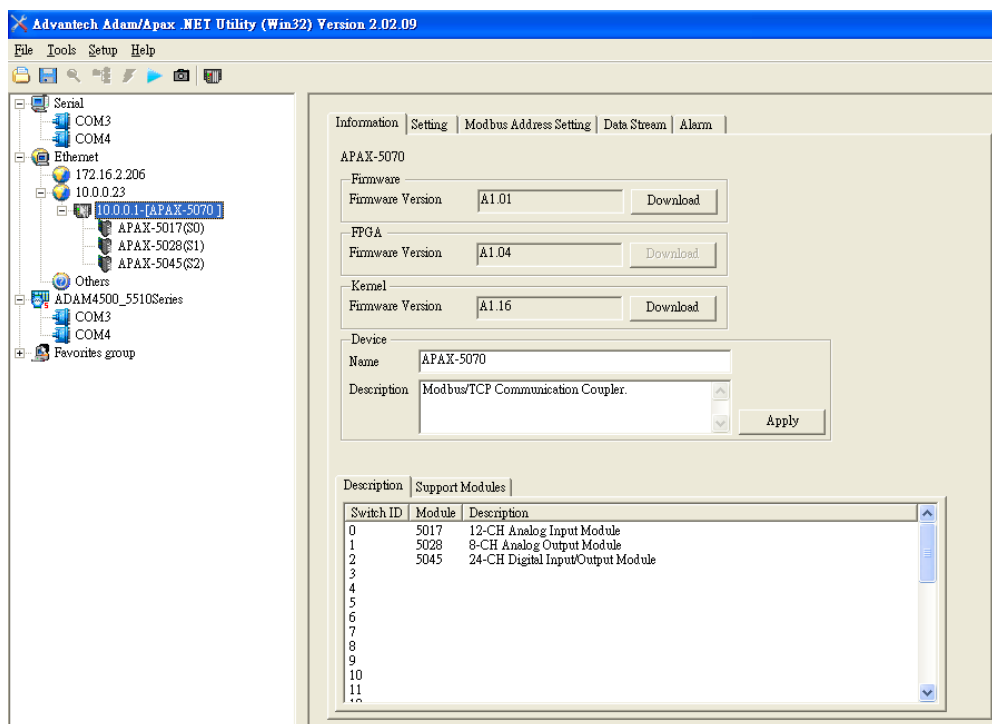 Advantech Adam/Apax .NET Utility (Win32) Version 2.02.09
File Tools Setup Help
Serial
COM3
COM4
Ethernet
172.16.2.206
10.0.0.23
10.0.0.1-[APAX-5070 ]
APAX-5017(S0)
APAX-5028(S1)
APAX-5045(S2)
Others
ADAM4500_5510Series
COM3
COM4
Favorites group
Information Setting Modbus Address Setting Data Stream Alarm
APAX-5070
Firmware
Firmware Version A1.01 Download
FPGA
Firmware Version A1.04 Download
Kernel
Firmware Version A1.16 Download
Device
Name APAX-5070
Description Modbus/TCP Communication Coupler.
Apply
Description Support Modules
Switch ID Module Description
0 5017 12-CH Analog Input Module
1 5028 8-CH Analog Output Module
2 5045 24-CH Digital Input/Output Module
3
4
5
6
7
8
9
10
11